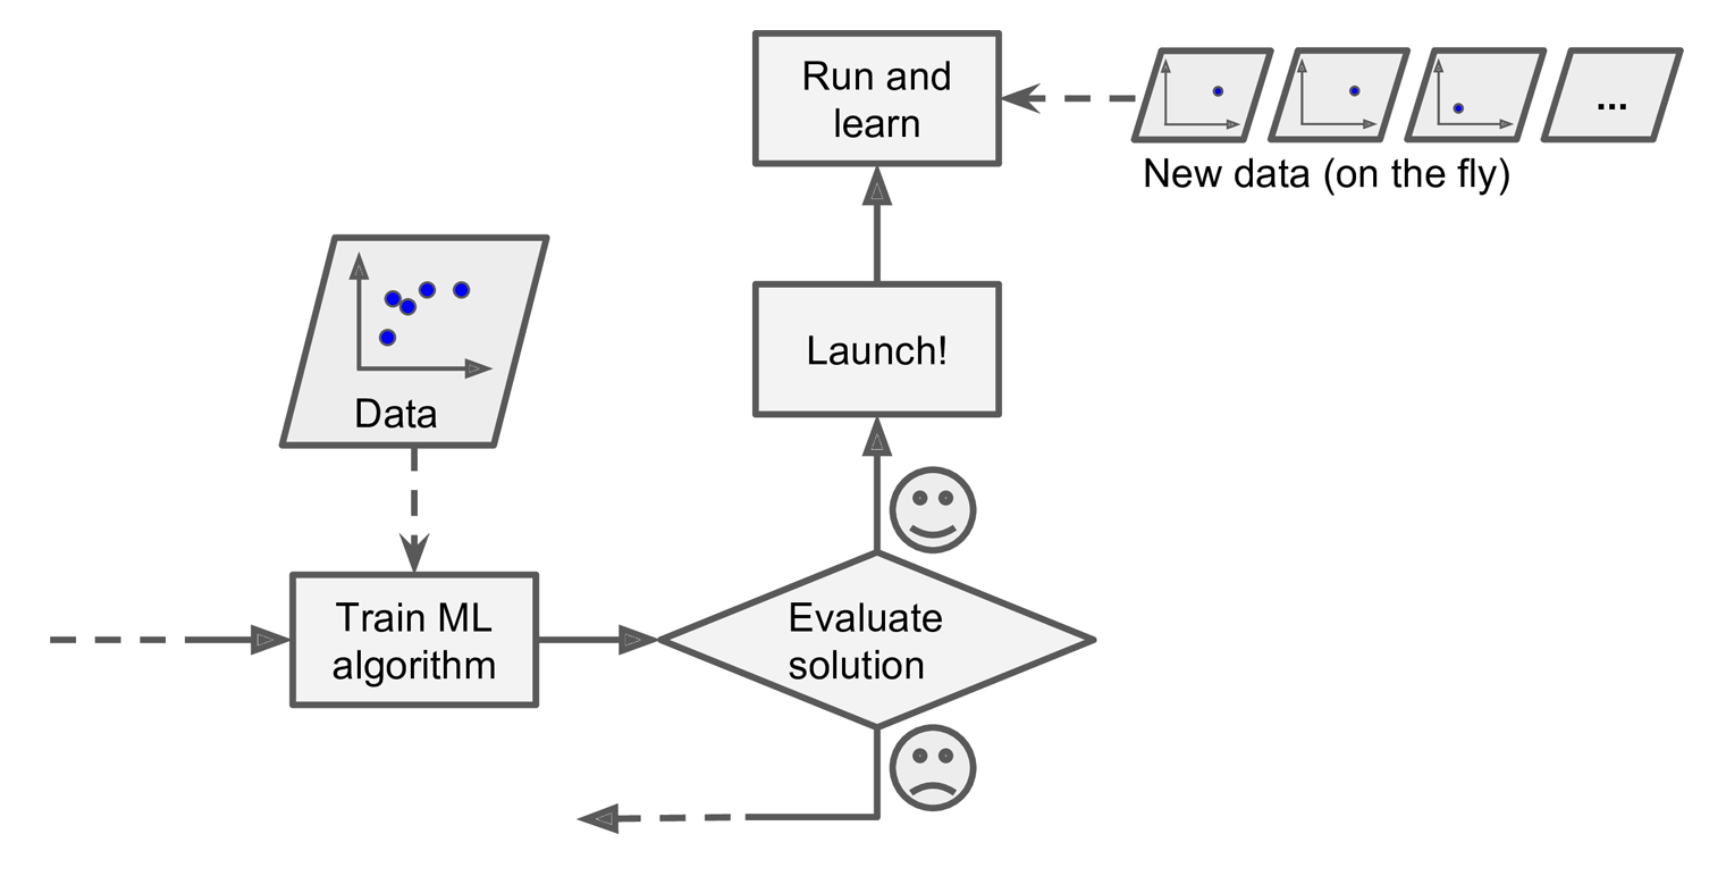 Run and
learn
...
New data (on the fly)
Launch!
Data
Train ML
algorithm
Evaluate
solution